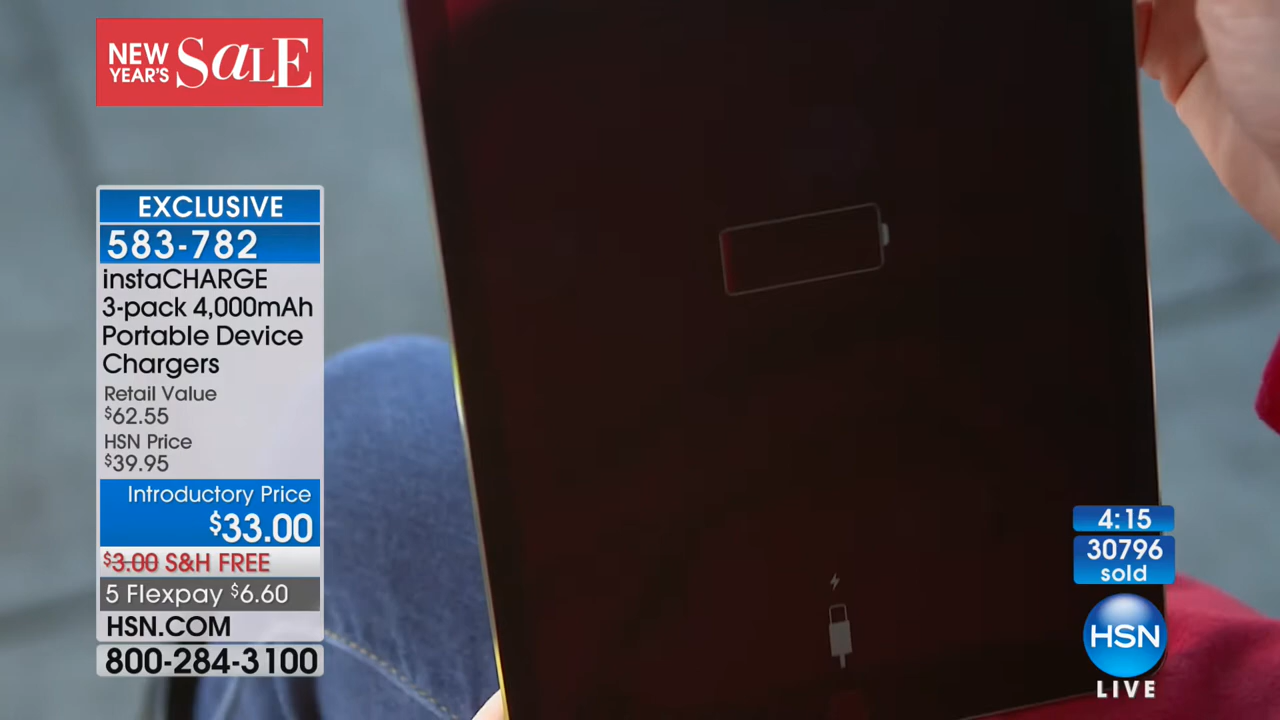 NEW
YEAR'S
SALE
EXCLUSIVE
583-782
instaCHARGE
3-pack 4,000mAh
Portable Device
Chargers
Retail Value
$62.55
HSN Price
$39.95
Introductory Price
$33.00
$3.00 S&H FREE
5 Flexpay $6.60
HSN.COM
800-284-3100
4:15
30796
sold
HSN
LIVE